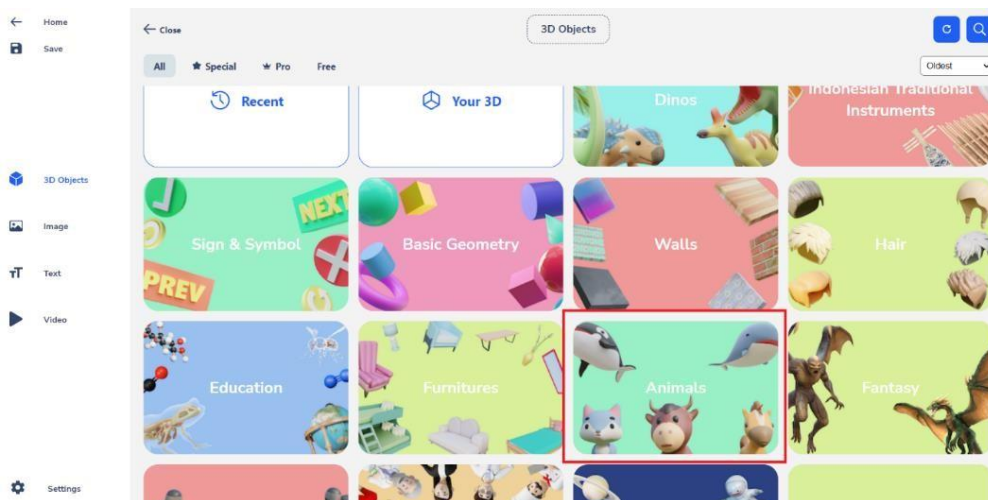 Home
Save
3D Objects
Image
Text
Video
Settings
Close
3D Objects
All
Special
Pro
Free
Oldest
Recent
Your 3D
Dinos
Indonesian Traditional
Instruments
Sign & Symbol
NEXT
PREV
Basic Geometry
Walls
Hair
Education
Furnitures
Animals
Fantasy